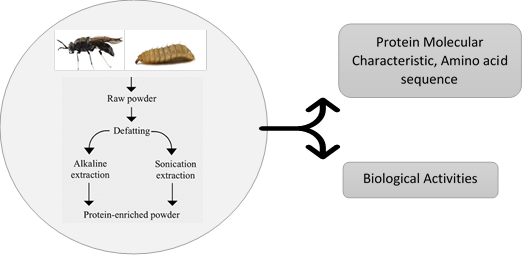 Raw powder
Defatting
Alkaline
extraction
Sonication
extraction
Protein-enriched powder
Protein Molecular
Characteristic, Amino acid
sequence
Biological Activities